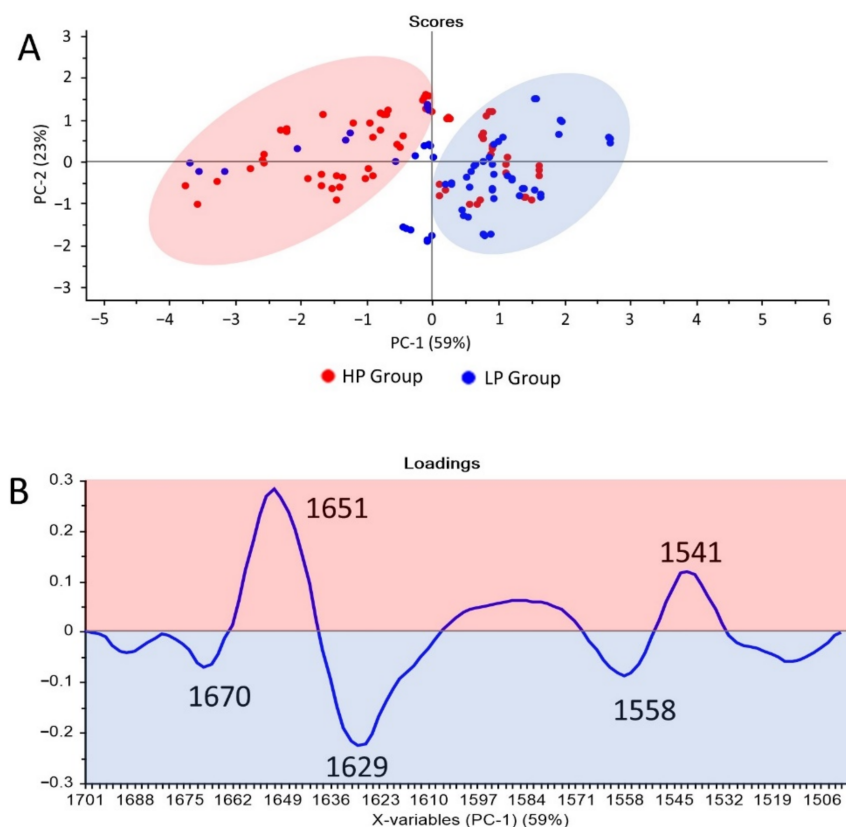 A
Scores
3
2
1
0
−1
−2
−3
PC-2 (23%)
−5 −4 −3 −2 −1 0 1 2 3 4 5 6
PC-1 (59%)
HP Group LP Group
B
Loadings
0.3
0.2
0.1
0
−0.1
−0.2
−0.3
1651
1541
1670
1558
1629
1701 1688 1675 1662 1649 1636 1623 1610 1597 1584 1571 1558 1545 1532 1519 1506
X-variables (PC-1) (59%)